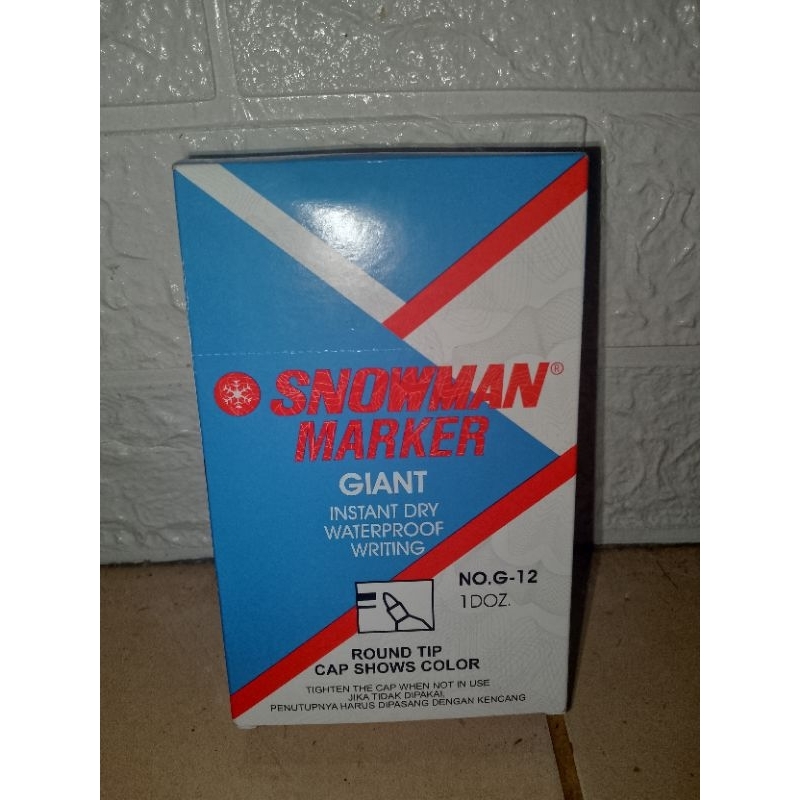 SNOWMAN®
MARKER
GIANT
INSTANT DRY
WATERPROOF
WRITING
NO.G-12
1DOZ.
ROUND TIP
CAP SHOWS COLOR
TIGHTEN THE CAP WHEN NOT IN USE
JIKA TIDAK DIPAKAI,
PENUTUPNYA HARUS DIPASANG DENGAN KENCANG